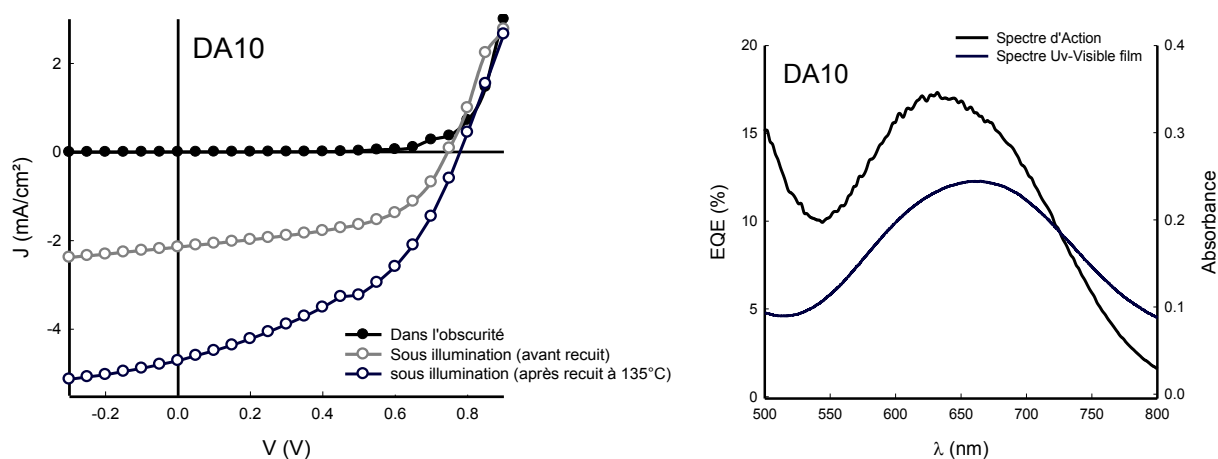 DA10
2
0
-2
-4
J (mA/cm²)
-0.2
0.0
0.2
0.4
0.6
0.8
V (V)
Dans l'obscurité
Sous illumination (avant recuit)
sous illumination (après recuit à 135°C)
Spectre d'Action
Spectre Uv-Visible film
DA10
20
15
10
5
0
EQE (%)
0.4
0.3
0.2
0.1
0.0
Absorbance
500
550
600
650
700
750
800
λ (nm)